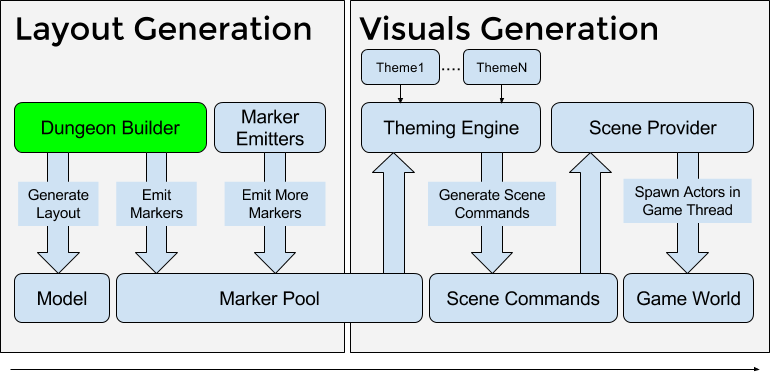 Layout Generation
Visuals Generation
Theme1
....
ThemeN
Dungeon Builder
Marker
Emitters
Theming Engine
Scene Provider
Generate
Layout
Emit
Markers
Emit More
Markers
Generate Scene
Commands
Spawn Actors in
Game Thread
Model
Marker Pool
Scene Commands
Game World